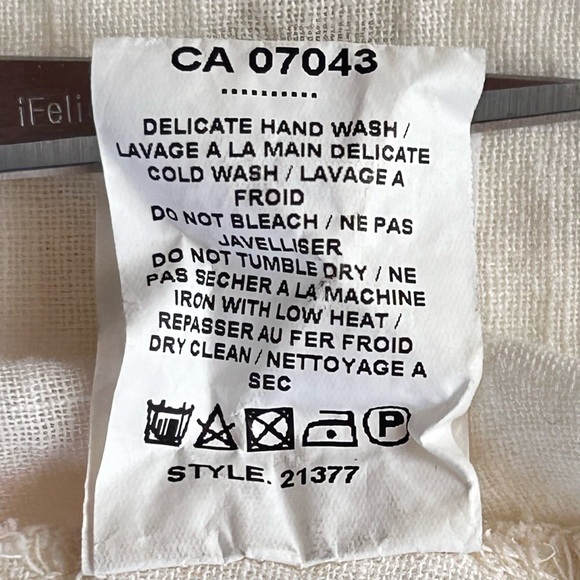 CA 07043
iFeli
DELICATE HAND WASH /
LAVAGE A LA MAIN DELICATE
COLD WASH / LAVAGE A
FROID
DO NOT BLEACH / NE PAS
JAVELLISER
DO NOT TUMBLE DRY / NE
PAS SECHER A LA MACHINE
IRON WITH LOW HEAT /
REPASSER AU FER FROID
DRY CLEAN / NETTOYAGE A
SEC
P
STYLE. 21377